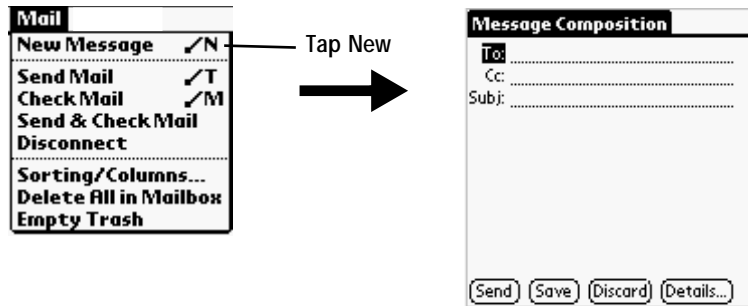 Mail
New Message /N
Send Mail /T
Check Mail /M
Send & Check Mail
Disconnect
Sorting/Columns...
Delete All in Mailbox
Empty Trash
Tap New
Message Composition
To:
Cc:
Subj:
Send Save Discard Details...